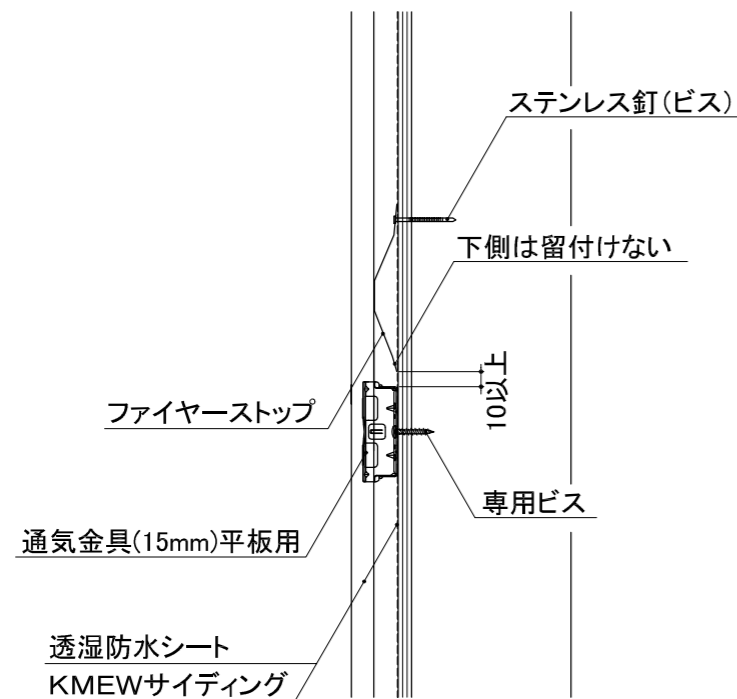 ステンレス釘(ビス)
下側は留付けない
10以上
ファイヤーストップ
専用ビス
通気金具(15mm)平板用
透湿防水シート
KMEWサイディング